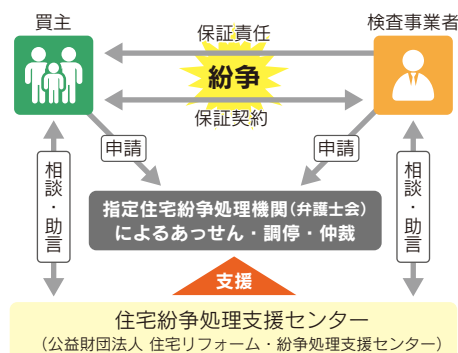 買主
検査事業者
保証責任
紛争
保証契約
申請
申請
相談・助言
相談・助言
指定住宅紛争処理機関(弁護士会)
によるあっせん・調停・仲裁
支援
住宅紛争処理支援センター
(公益財団法人 住宅リフォーム・紛争処理支援センター)